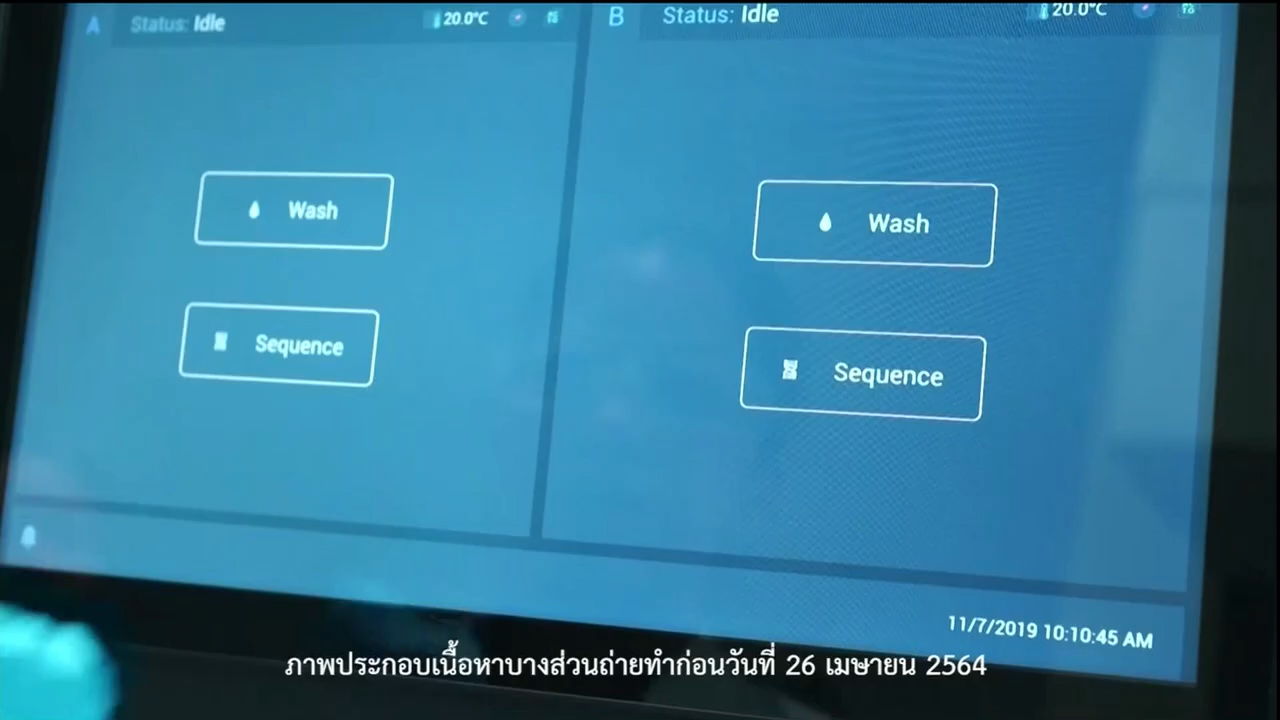 A Status: Idle 20.0°C
B Status: Idle 20.0°C
Wash
Sequence
Wash
Sequence
11/7/2019 10:10:45 AM
ภาพประกอบเนื้อหาบางส่วนถ่ายทำก่อนวันที่ 26 เมษายน 2564